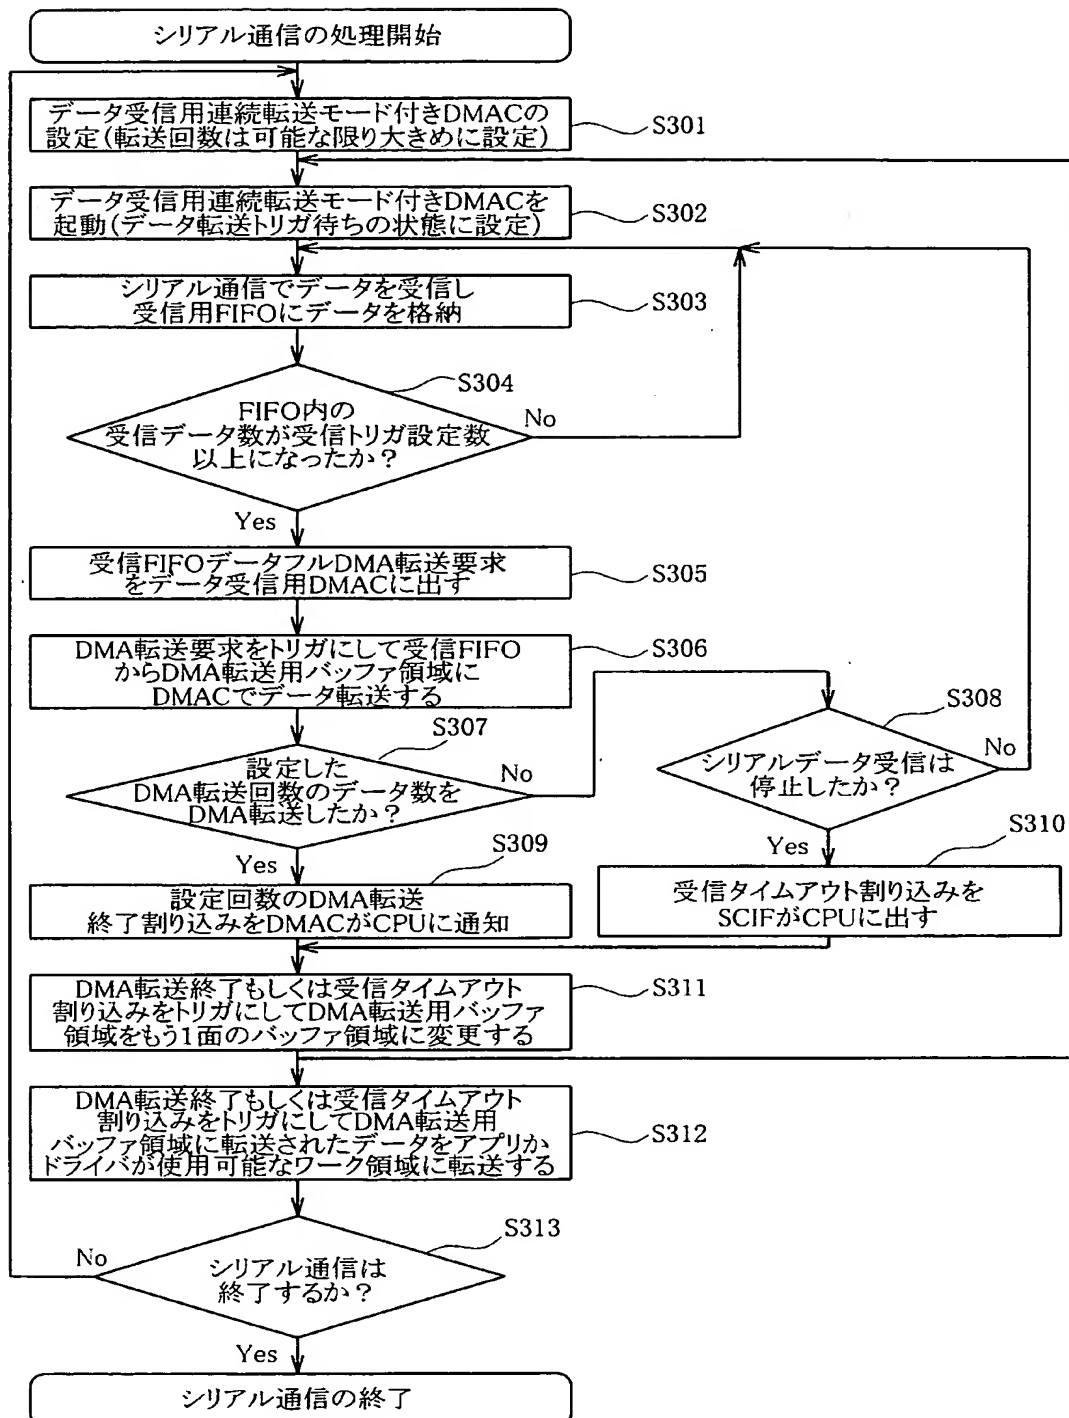 シリアル通信の処理開始
データ受信用連続転送モード付きDMACの
設定(転送回数は可能な限り大きめに設定)
S301
データ受信用連続転送モード付きDMACを
起動(データ転送トリガ待ちの状態に設定)
S302
シリアル通信でデータを受信し
受信用FIFOにデータを格納
S303
S304
FIFO内の
受信データ数が受信トリガ設定数
以上になったか?
No
Yes
受信FIFOデータフルDMA転送要求
をデータ受信用DMACに出す
S305
DMA転送要求をトリガにして受信FIFO
からDMA転送用バッファ領域に
DMACでデータ転送する
S306
S307
設定した
DMA転送回数のデータ数を
DMA転送したか?
No
Yes
S308
シリアルデータ受信は
停止したか?
No
Yes
S309
設定回数のDMA転送
終了割り込みをDMACがCPUに通知
S310
受信タイムアウト割り込みを
SCIFがCPUに出す
DMA転送終了もしくは受信タイムアウト
割り込みをトリガにしてDMA転送用バッファ
領域をもう1面のバッファ領域に変更する
S311
DMA転送終了もしくは受信タイムアウト
割り込みをトリガにしてDMA転送用
バッファ領域に転送されたデータをアプリか
ドライバが使用可能なワーク領域に転送する
S312
S313
シリアル通信は
終了するか?
No
Yes
シリアル通信の終了